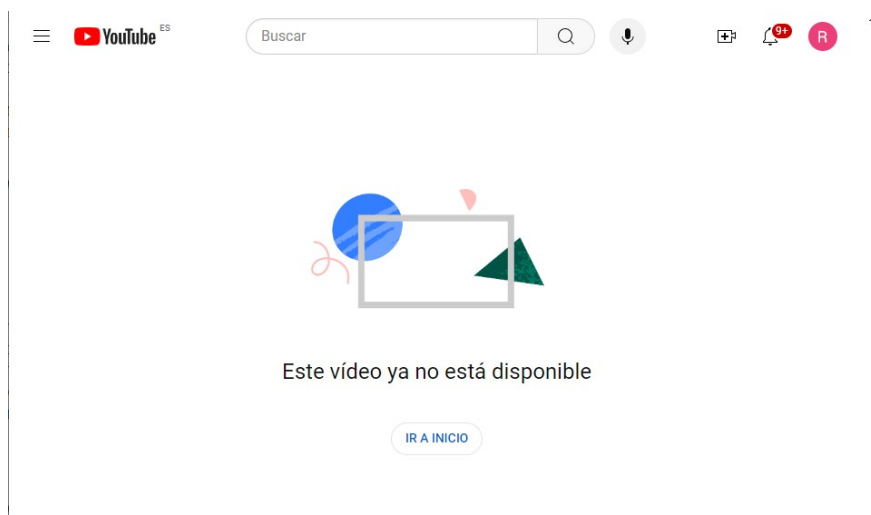 YouTube ES
Buscar
9+
R
Este vídeo ya no está disponible
IR A INICIO